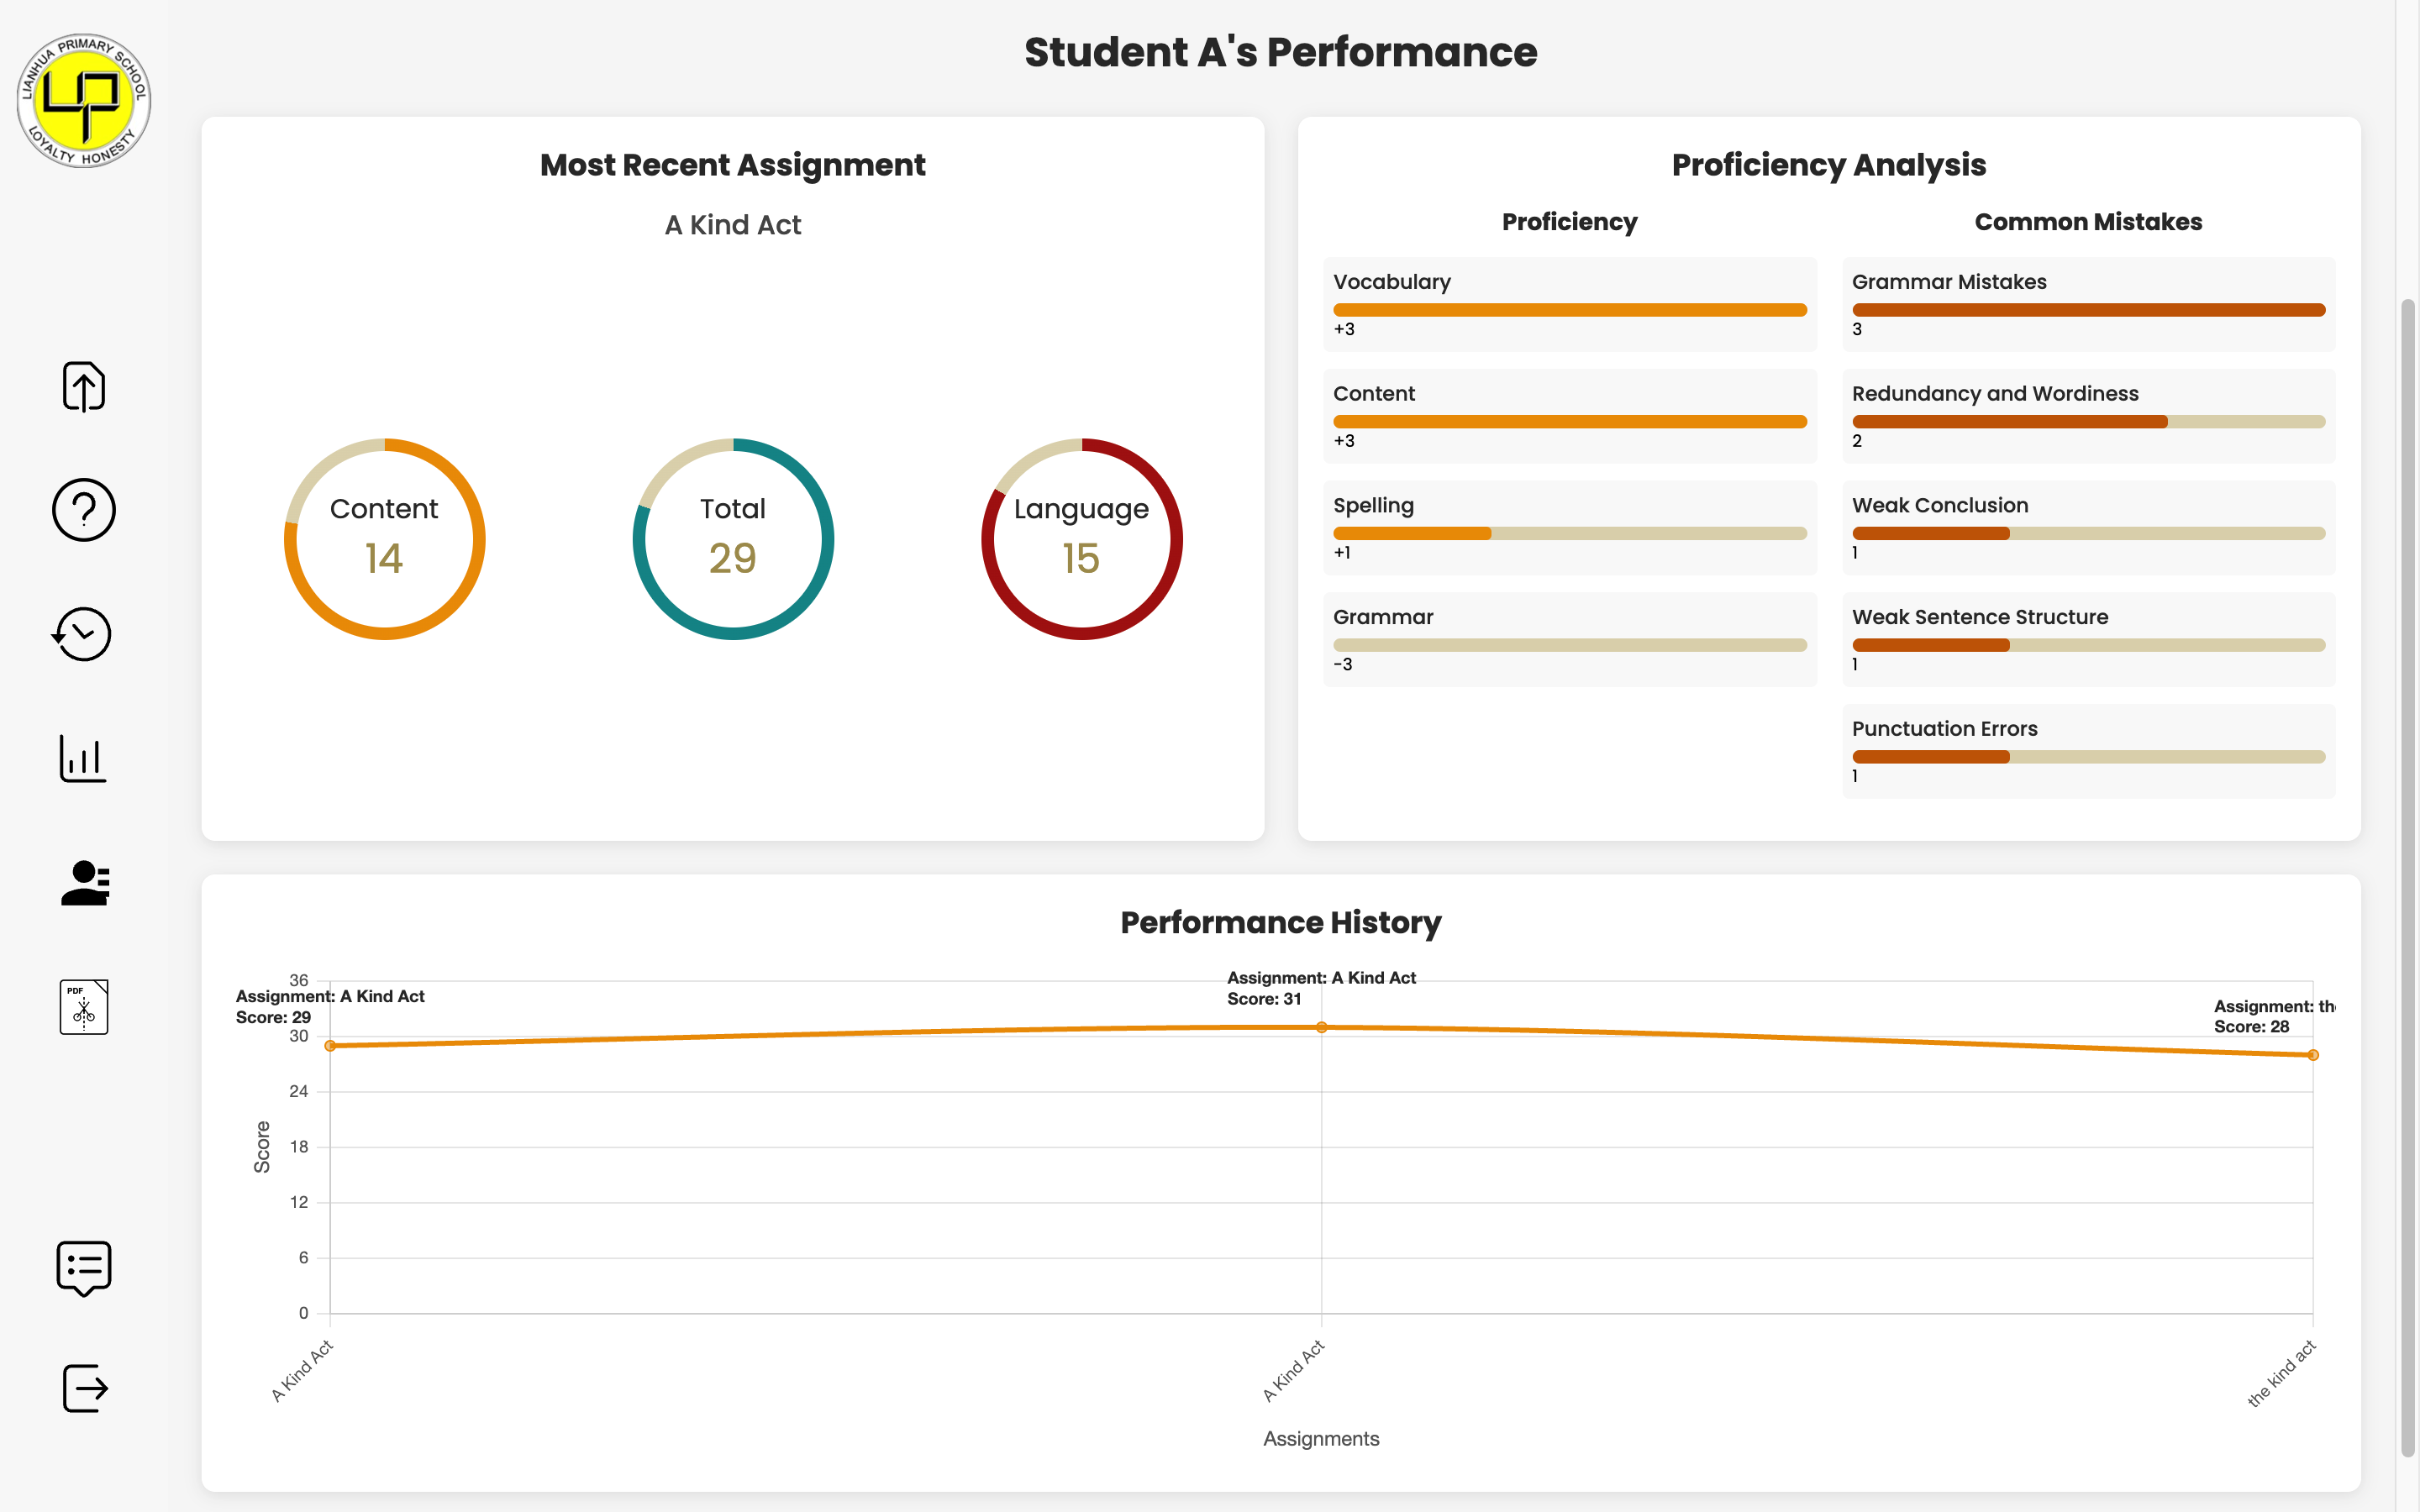 LIANHUA PRIMARY SCHOOL
LOYALTY HONESTY
PDF
Student A's Performance
Most Recent Assignment
A Kind Act
Content
14
Total
29
Language
15
Proficiency Analysis
Proficiency
Vocabulary
+3
Content
+3
Spelling
+1
Grammar
-3
Common Mistakes
Grammar Mistakes
3
Redundancy and Wordiness
2
Weak Conclusion
1
Weak Sentence Structure
1
Punctuation Errors
1
Performance History
Score
36
30
24
18
12
6
0
Assignment: A Kind Act
Score: 29
Assignment: A Kind Act
Score: 31
Assignment: th
Score: 28
A Kind Act
A Kind Act
the kind act
Assignments